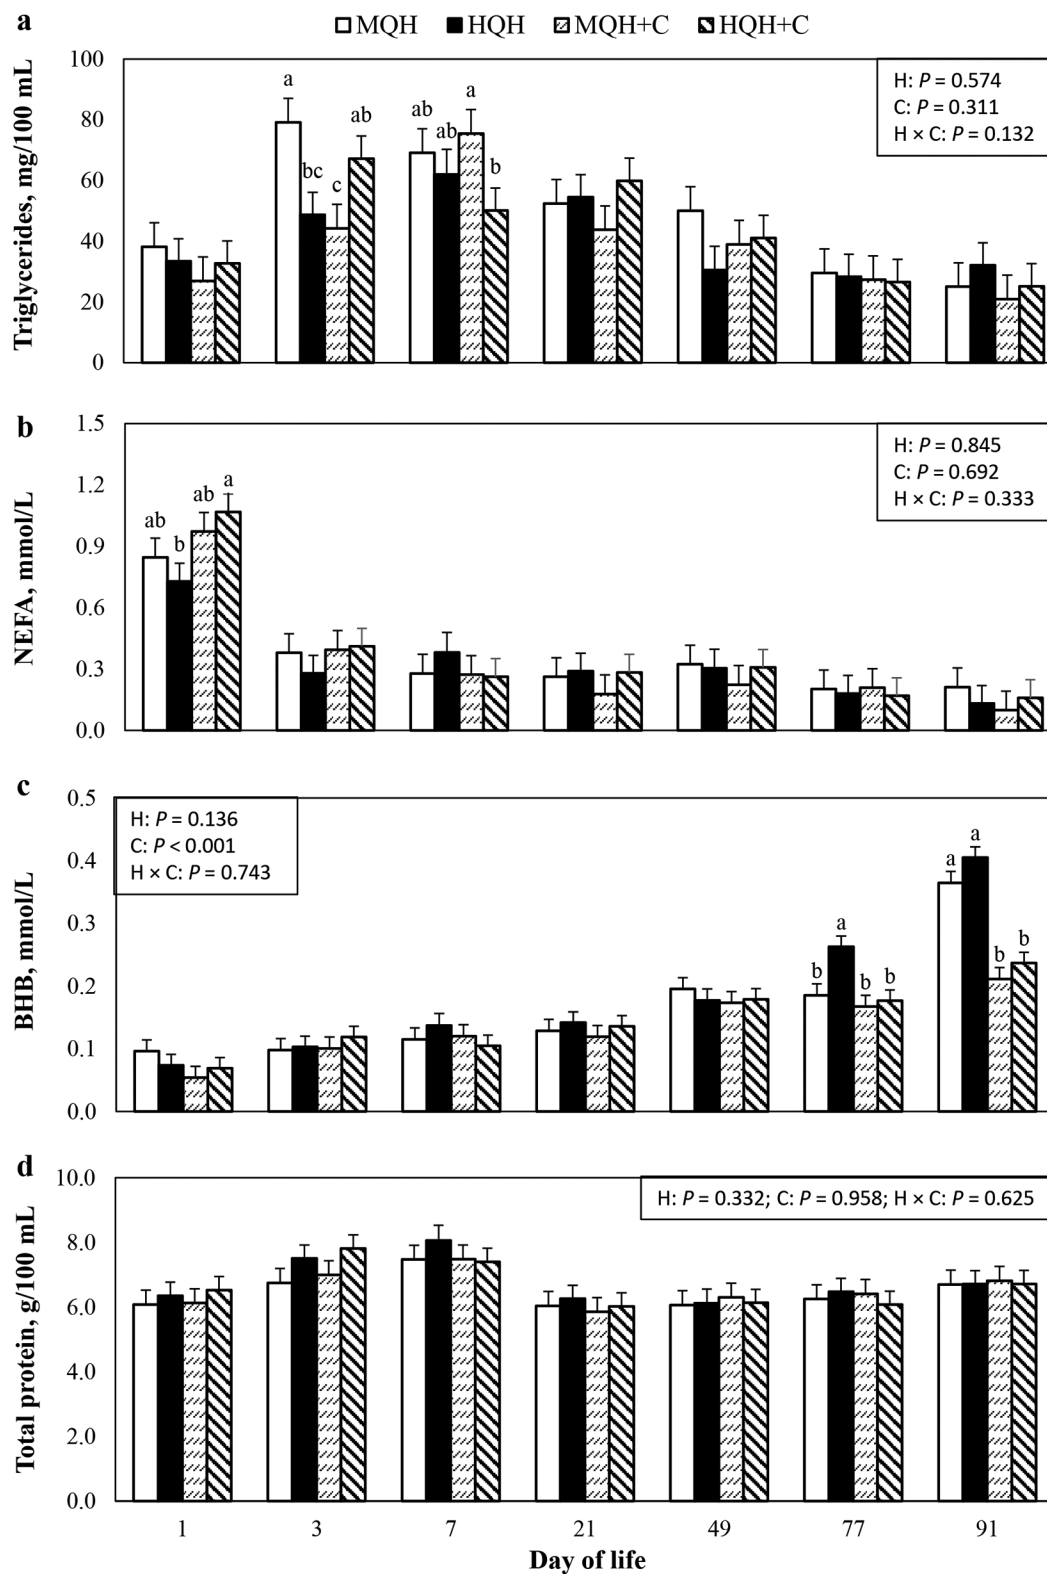 a
MQH HQH MQH+C HQH+C
Triglycerides, mg/100 mL
100
80
60
40
20
0
a
bc
c
ab
ab
ab
a
b
H: P = 0.574
C: P = 0.311
H × C: P = 0.132
b
NEFA, mmol/L
1.5
1.2
0.9
0.6
0.3
0.0
ab
b
ab
a
H: P = 0.845
C: P = 0.692
H × C: P = 0.333
c
BHB, mmol/L
0.5
0.4
0.3
0.2
0.1
0.0
H: P = 0.136
C: P < 0.001
H × C: P = 0.743
b
a
b
b
a
a
b
b
d
Total protein, g/100 mL
10.0
8.0
6.0
4.0
2.0
0.0
H: P = 0.332; C: P = 0.958; H × C: P = 0.625
1 3 7 21 49 77 91
Day of life